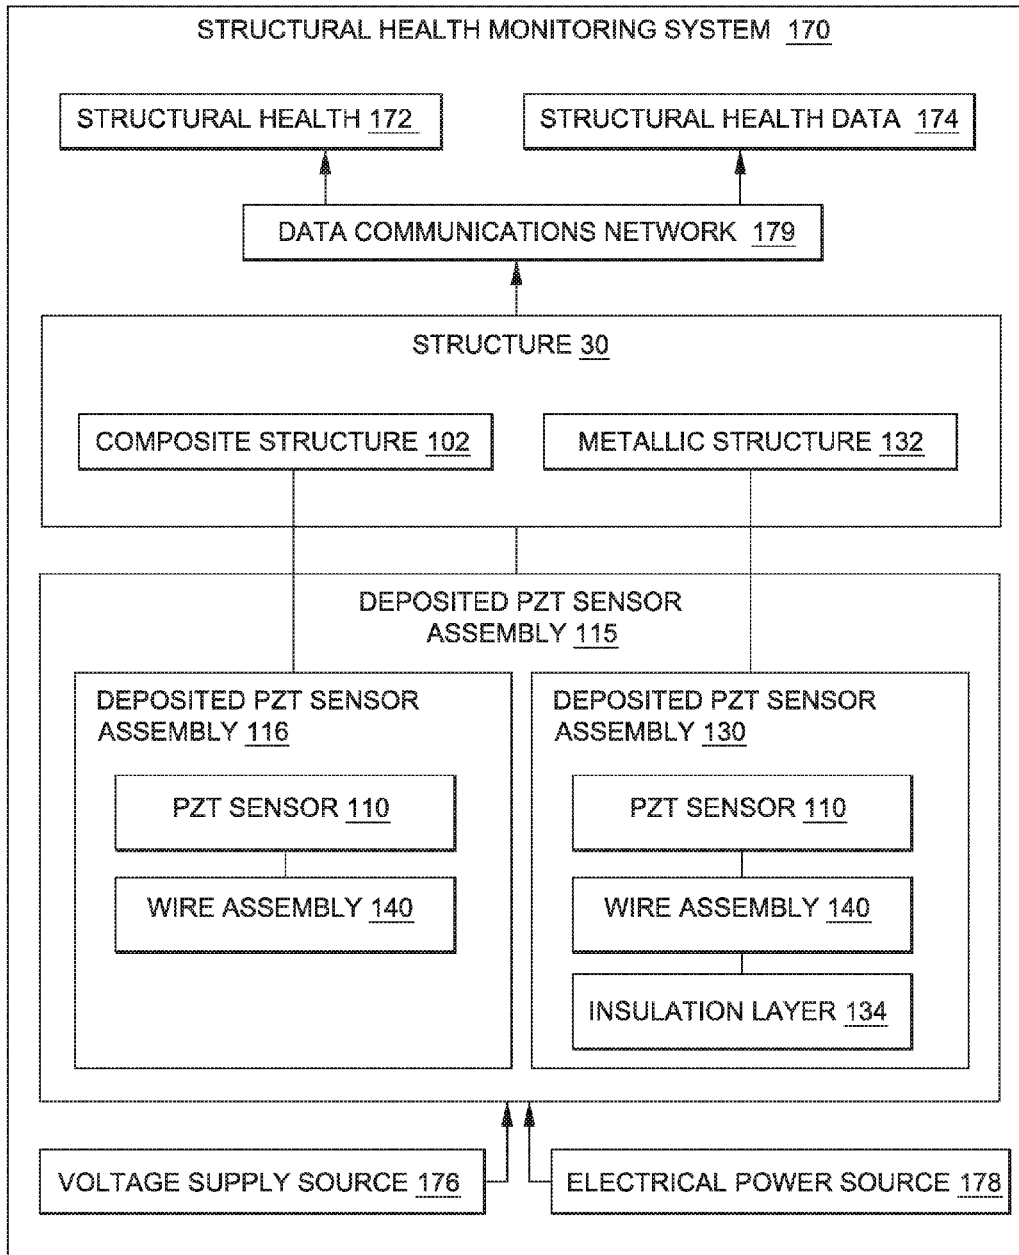 STRUCTURAL HEALTH MONITORING SYSTEM 170
STRUCTURAL HEALTH 172
STRUCTURAL HEALTH DATA 174
DATA COMMUNICATIONS NETWORK 179
STRUCTURE 30
COMPOSITE STRUCTURE 102
METALLIC STRUCTURE 132
DEPOSITED PZT SENSOR
ASSEMBLY 115
DEPOSITED PZT SENSOR
ASSEMBLY 116
PZT SENSOR 110
WIRE ASSEMBLY 140
DEPOSITED PZT SENSOR
ASSEMBLY 130
PZT SENSOR 110
WIRE ASSEMBLY 140
INSULATION LAYER 134
VOLTAGE SUPPLY SOURCE 176
ELECTRICAL POWER SOURCE 178